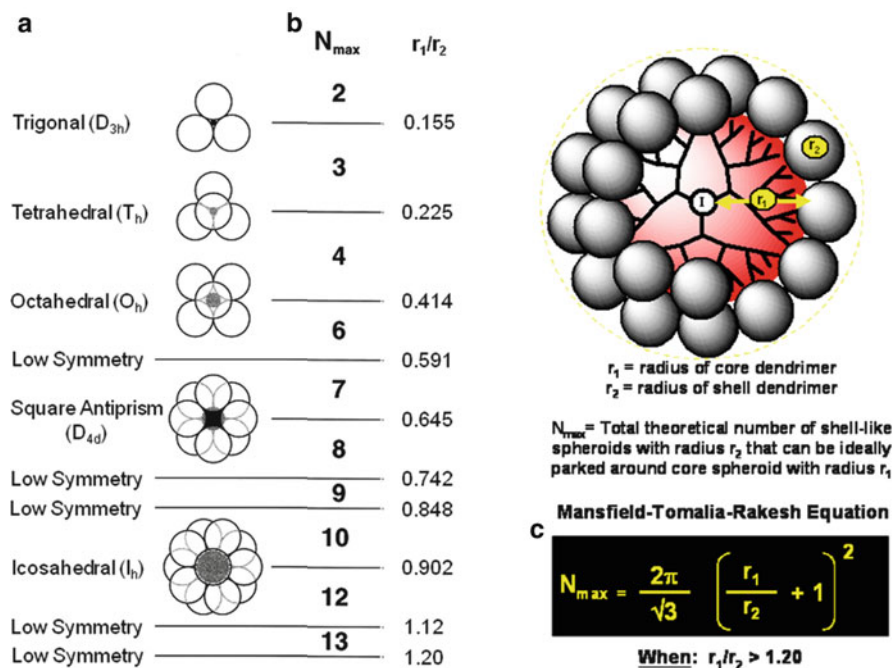 a
b
N_max r₁/r₂
2
Trigonal (D₃ₕ) 0.155
3
Tetrahedral (Tₕ) 0.225
4
Octahedral (Oₕ) 0.414
6
Low Symmetry 0.591
7
Square Antiprism 0.645
(D₄d)
8
Low Symmetry 0.742
9
Low Symmetry 0.848
10
Icosahedral (Iₕ) 0.902
12
Low Symmetry 1.12
13
Low Symmetry 1.20
I
r₁
r₂
r₁ = radius of core dendrimer
r₂ = radius of shell dendrimer
N_max = Total theoretical number of shell-like
spheroids with radius r₂ that can be ideally
parked around core spheroid with radius r₁
Mansfield-Tomalia-Rakesh Equation
c
N_max = 2π/√3 (r₁/r₂ + 1)²
When: r₁/r₂ > 1.20